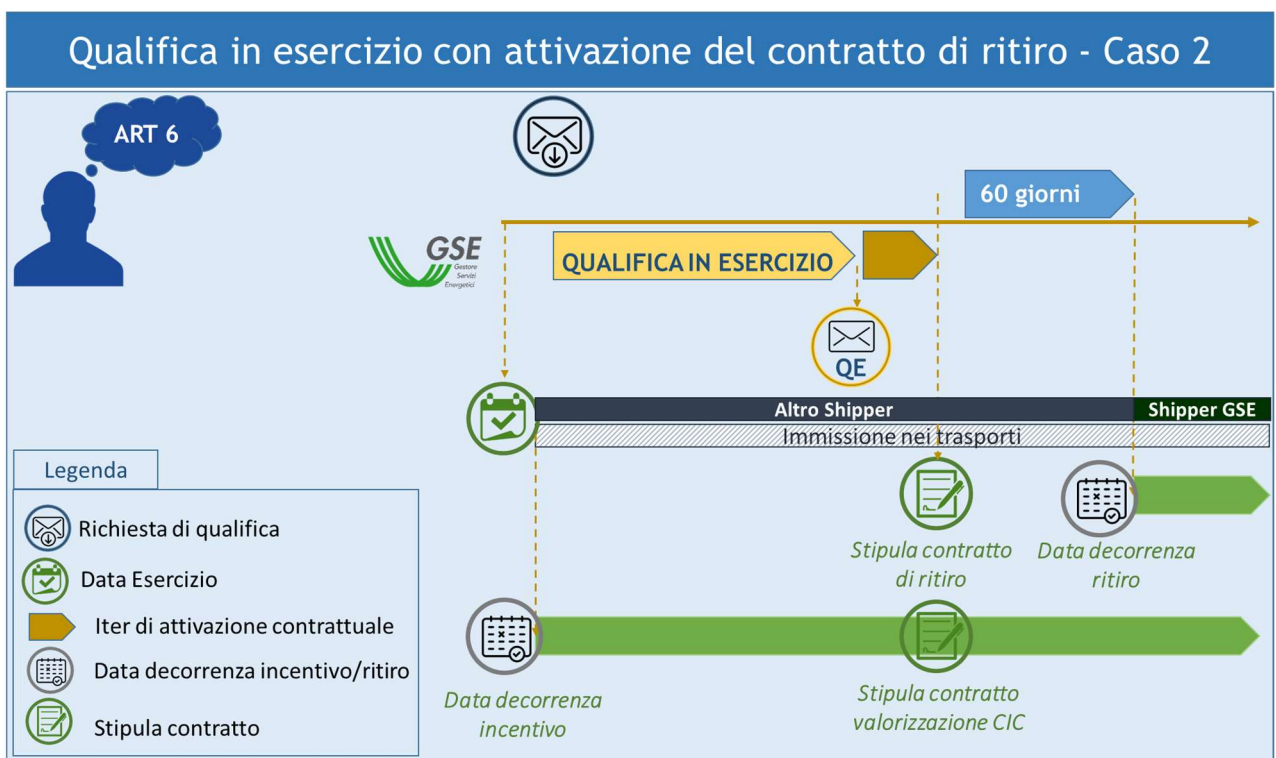 Qualifica in esercizio con attivazione del contratto di ritiro - Caso 2
ART 6
60 giorni
GSE
Gestore
Servizi
Energetici
QUALIFICA IN ESERCIZIO
QE
Altro Shipper
Shipper GSE
Immissione nei trasporti
Stipula contratto
di ritiro
Data decorrenza
ritiro
Data decorrenza
incentivo
Stipula contratto
valorizzazione CIC
Legenda
Richiesta di qualifica
Data Esercizio
Iter di attivazione contrattuale
Data decorrenza incentivo/ritiro
Stipula contratto